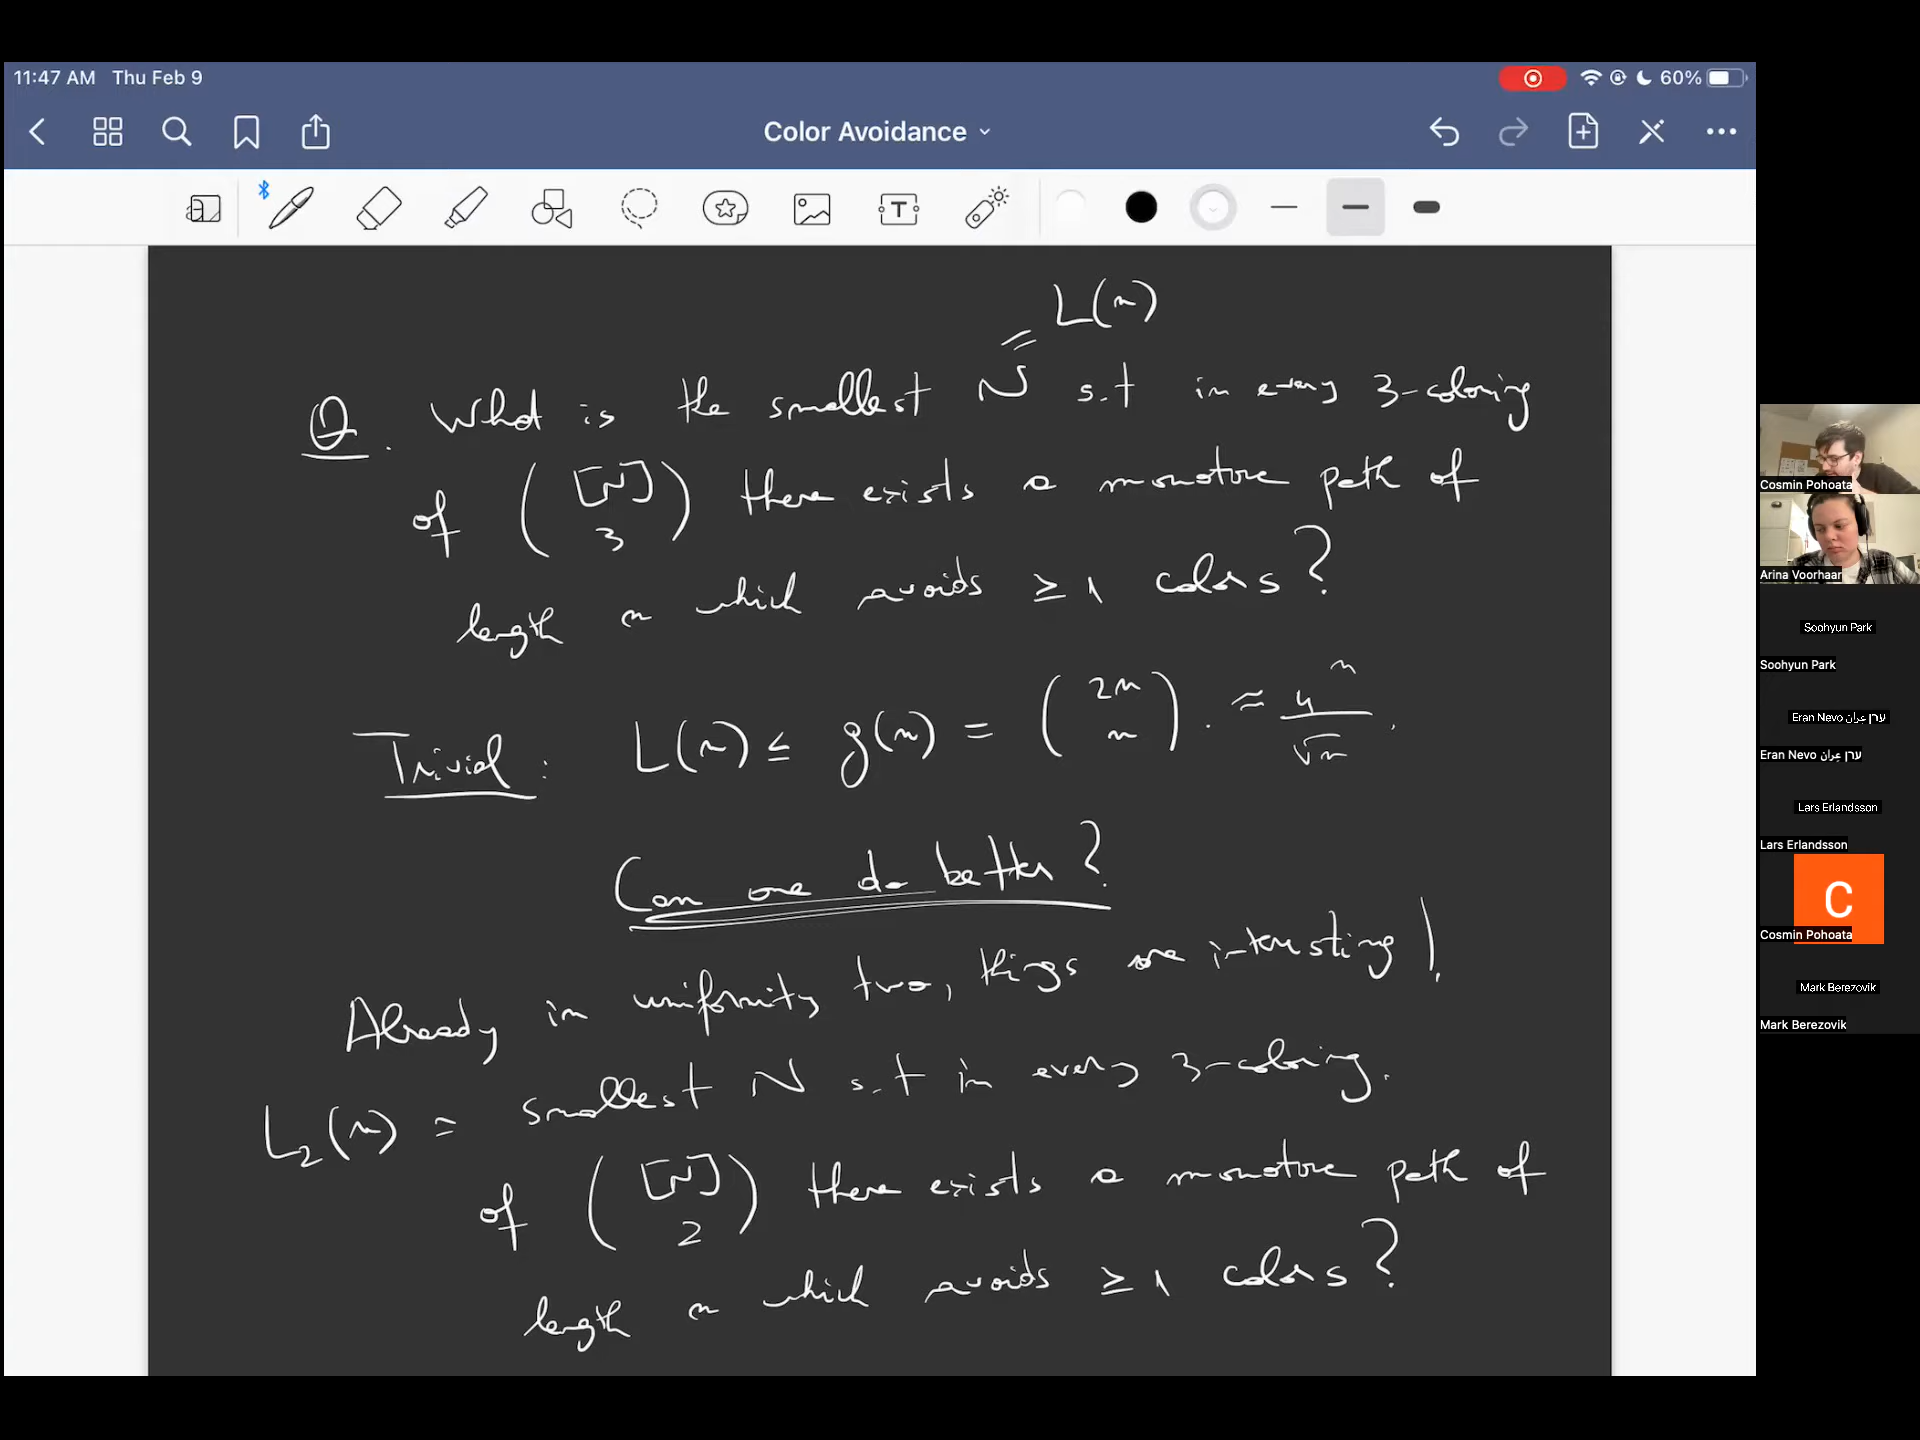 11:47 AM Thu Feb 9
60%
Color Avoidance
T
= L(n)
Q. What is the smallest N s.t in every 3-coloring
of ([N] 3) there exists a monotone path of
length n which avoids ≥ 1 colors?
Trivial: L(n) ≤ g(n) = (2n n). ≈ 4^n/√n.
Can one do better?
Already in uniformity two, things are interesting!
L₂(n) = smallest N s.t in every 3-coloring.
of ([N] 2) there exists a monotone path of
length n which avoids ≥ 1 colors?
Cosmin Pohoata
Arina Voorhaar
Soohyun Park
Soohyun Park
Eran Nevo ערן عران
Eran Nevo ערן عران
Lars Erlandsson
Lars Erlandsson
C
Cosmin Pohoata
Mark Berezovik
Mark Berezovik